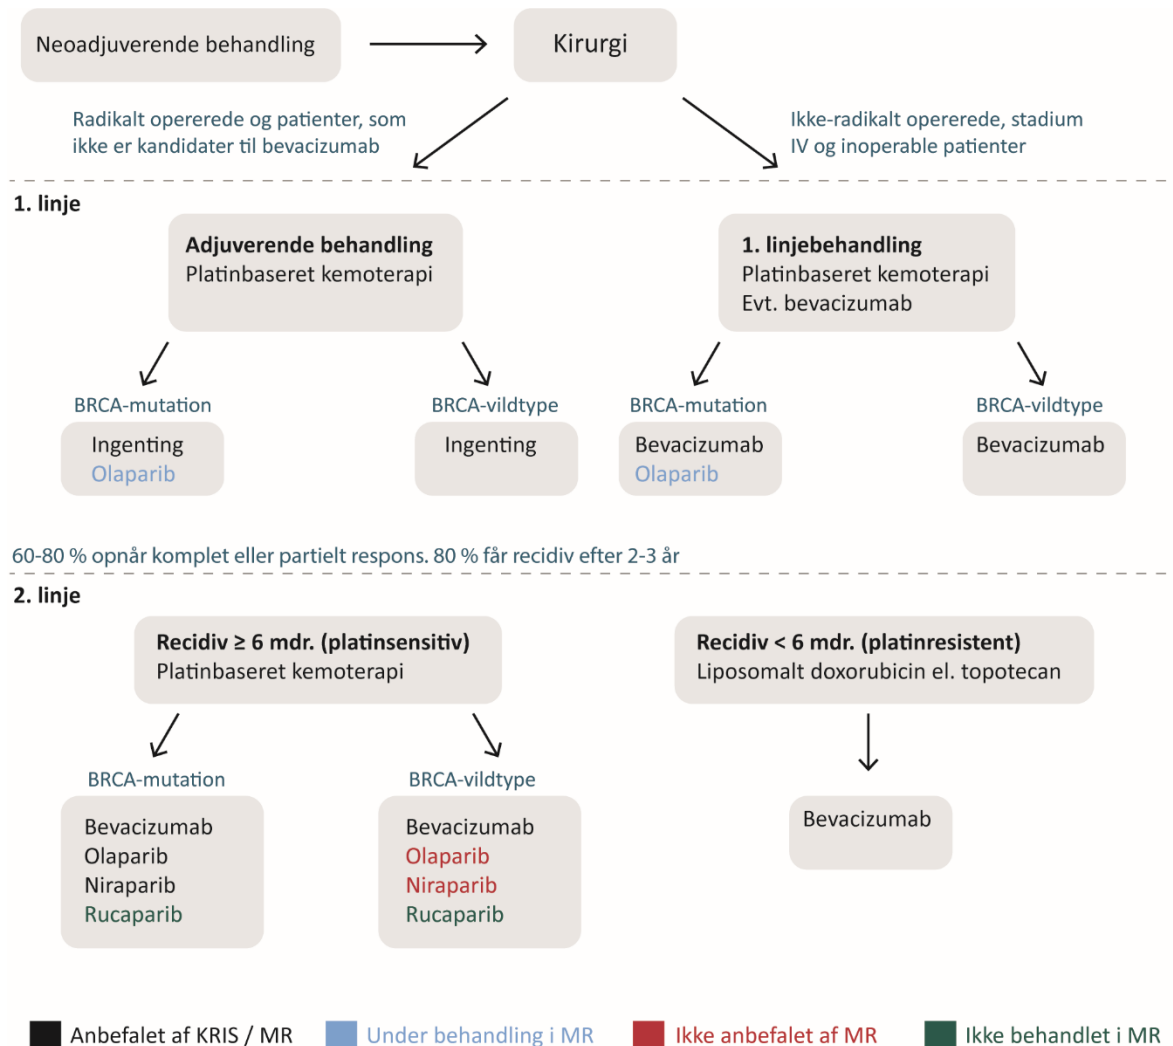 Neoadjuverende behandling
Kirurgi
Radikalt opererede og patienter, som
ikke er kandidater til bevacizumab
Ikke-radikalt opererede, stadium
IV og inoperable patienter
1. linje
Adjuverende behandling
Platinbaseret kemoterapi
1. linjebehandling
Platinbaseret kemoterapi
Evt. bevacizumab
BRCA-mutation
Ingenting
Olaparib
BRCA-vildtype
Ingenting
BRCA-mutation
Bevacizumab
Olaparib
BRCA-vildtype
Bevacizumab
60-80 % opnår komplet eller partielt respons. 80 % får recidiv efter 2-3 år
2. linje
Recidiv ≥ 6 mdr. (platinsensitiv)
Platinbaseret kemoterapi
Recidiv < 6 mdr. (platinresistent)
Liposomalt doxorubicin el. topotecan
BRCA-mutation
Bevacizumab
Olaparib
Niraparib
Rucaparib
BRCA-vildtype
Bevacizumab
Olaparib
Niraparib
Rucaparib
Bevacizumab
Anbefalet af KRIS / MR
Under behandling i MR
Ikke anbefalet af MR
Ikke behandlet i MR